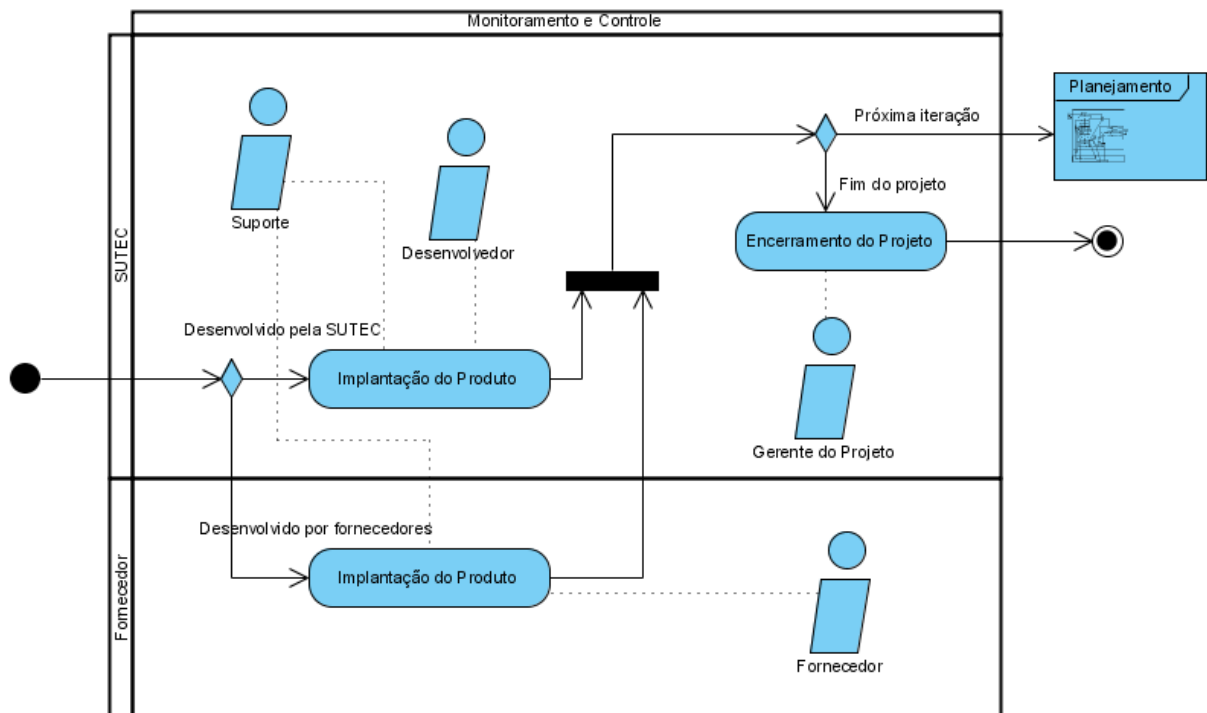 Monitoramento e Controle
Planejamento
Próxima iteração
Fim do projeto
Suporte
Desenvolvedor
Encerramento do Projeto
SUTEC
Desenvolvido pela SUTEC
Implantação do Produto
Gerente do Projeto
Desenvolvido por fornecedores
Implantação do Produto
Fornecedor
Fornecedor